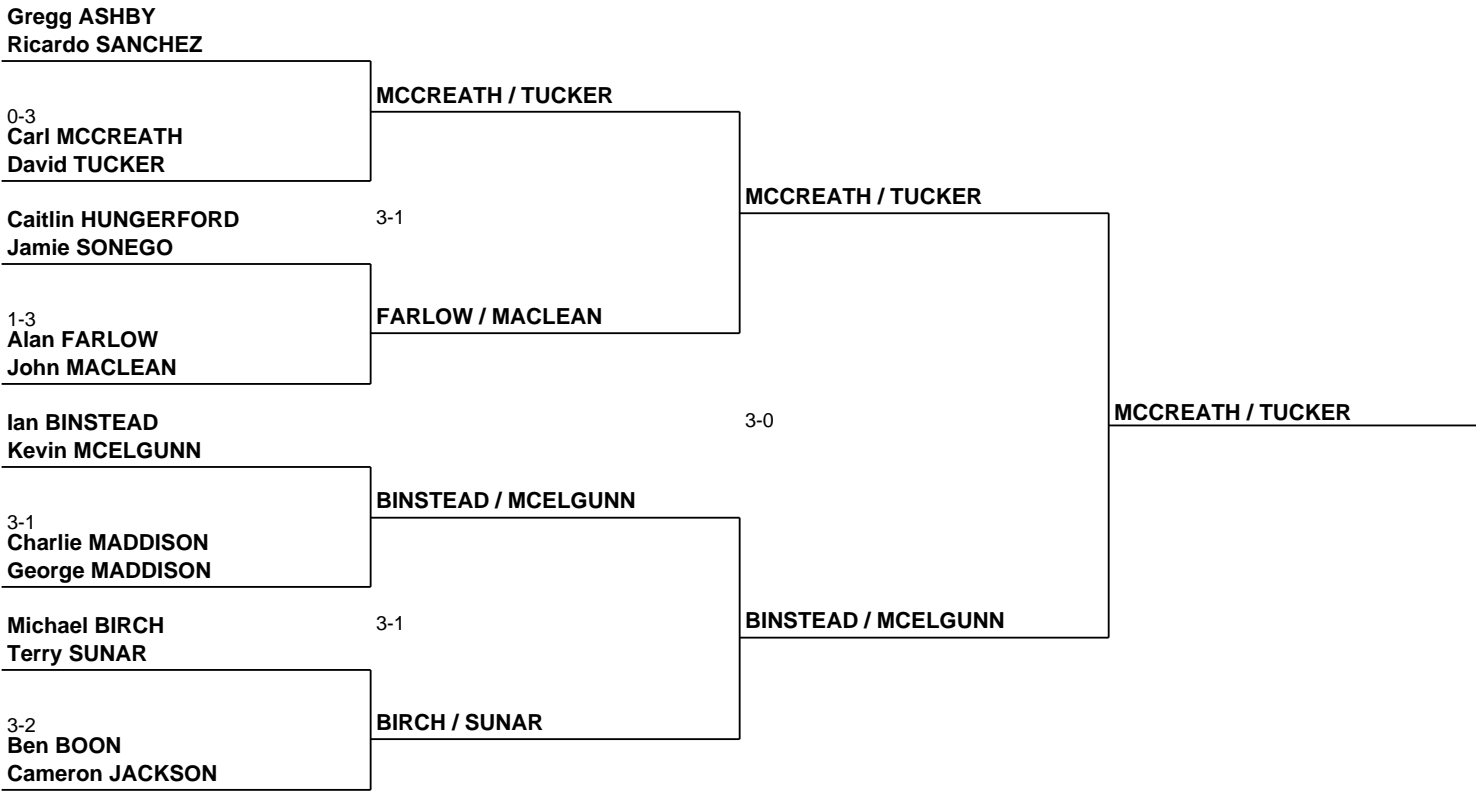 Gregg ASHBY
Ricardo SANCHEZ
MCCREATH / TUCKER
0-3
Carl MCCREATH
David TUCKER
MCCREATH / TUCKER
Caitlin HUNGERFORD
3-1
Jamie SONEGO
1-3
FARLOW / MACLEAN
Alan FARLOW
John MACLEAN
MCCREATH / TUCKER
Ian BINSTEAD
3-0
Kevin MCELGUNN
BINSTEAD / MCELGUNN
3-1
Charlie MADDISON
George MADDISON
BINSTEAD / MCELGUNN
Michael BIRCH
3-1
Terry SUNAR
3-2
BIRCH / SUNAR
Ben BOON
Cameron JACKSON